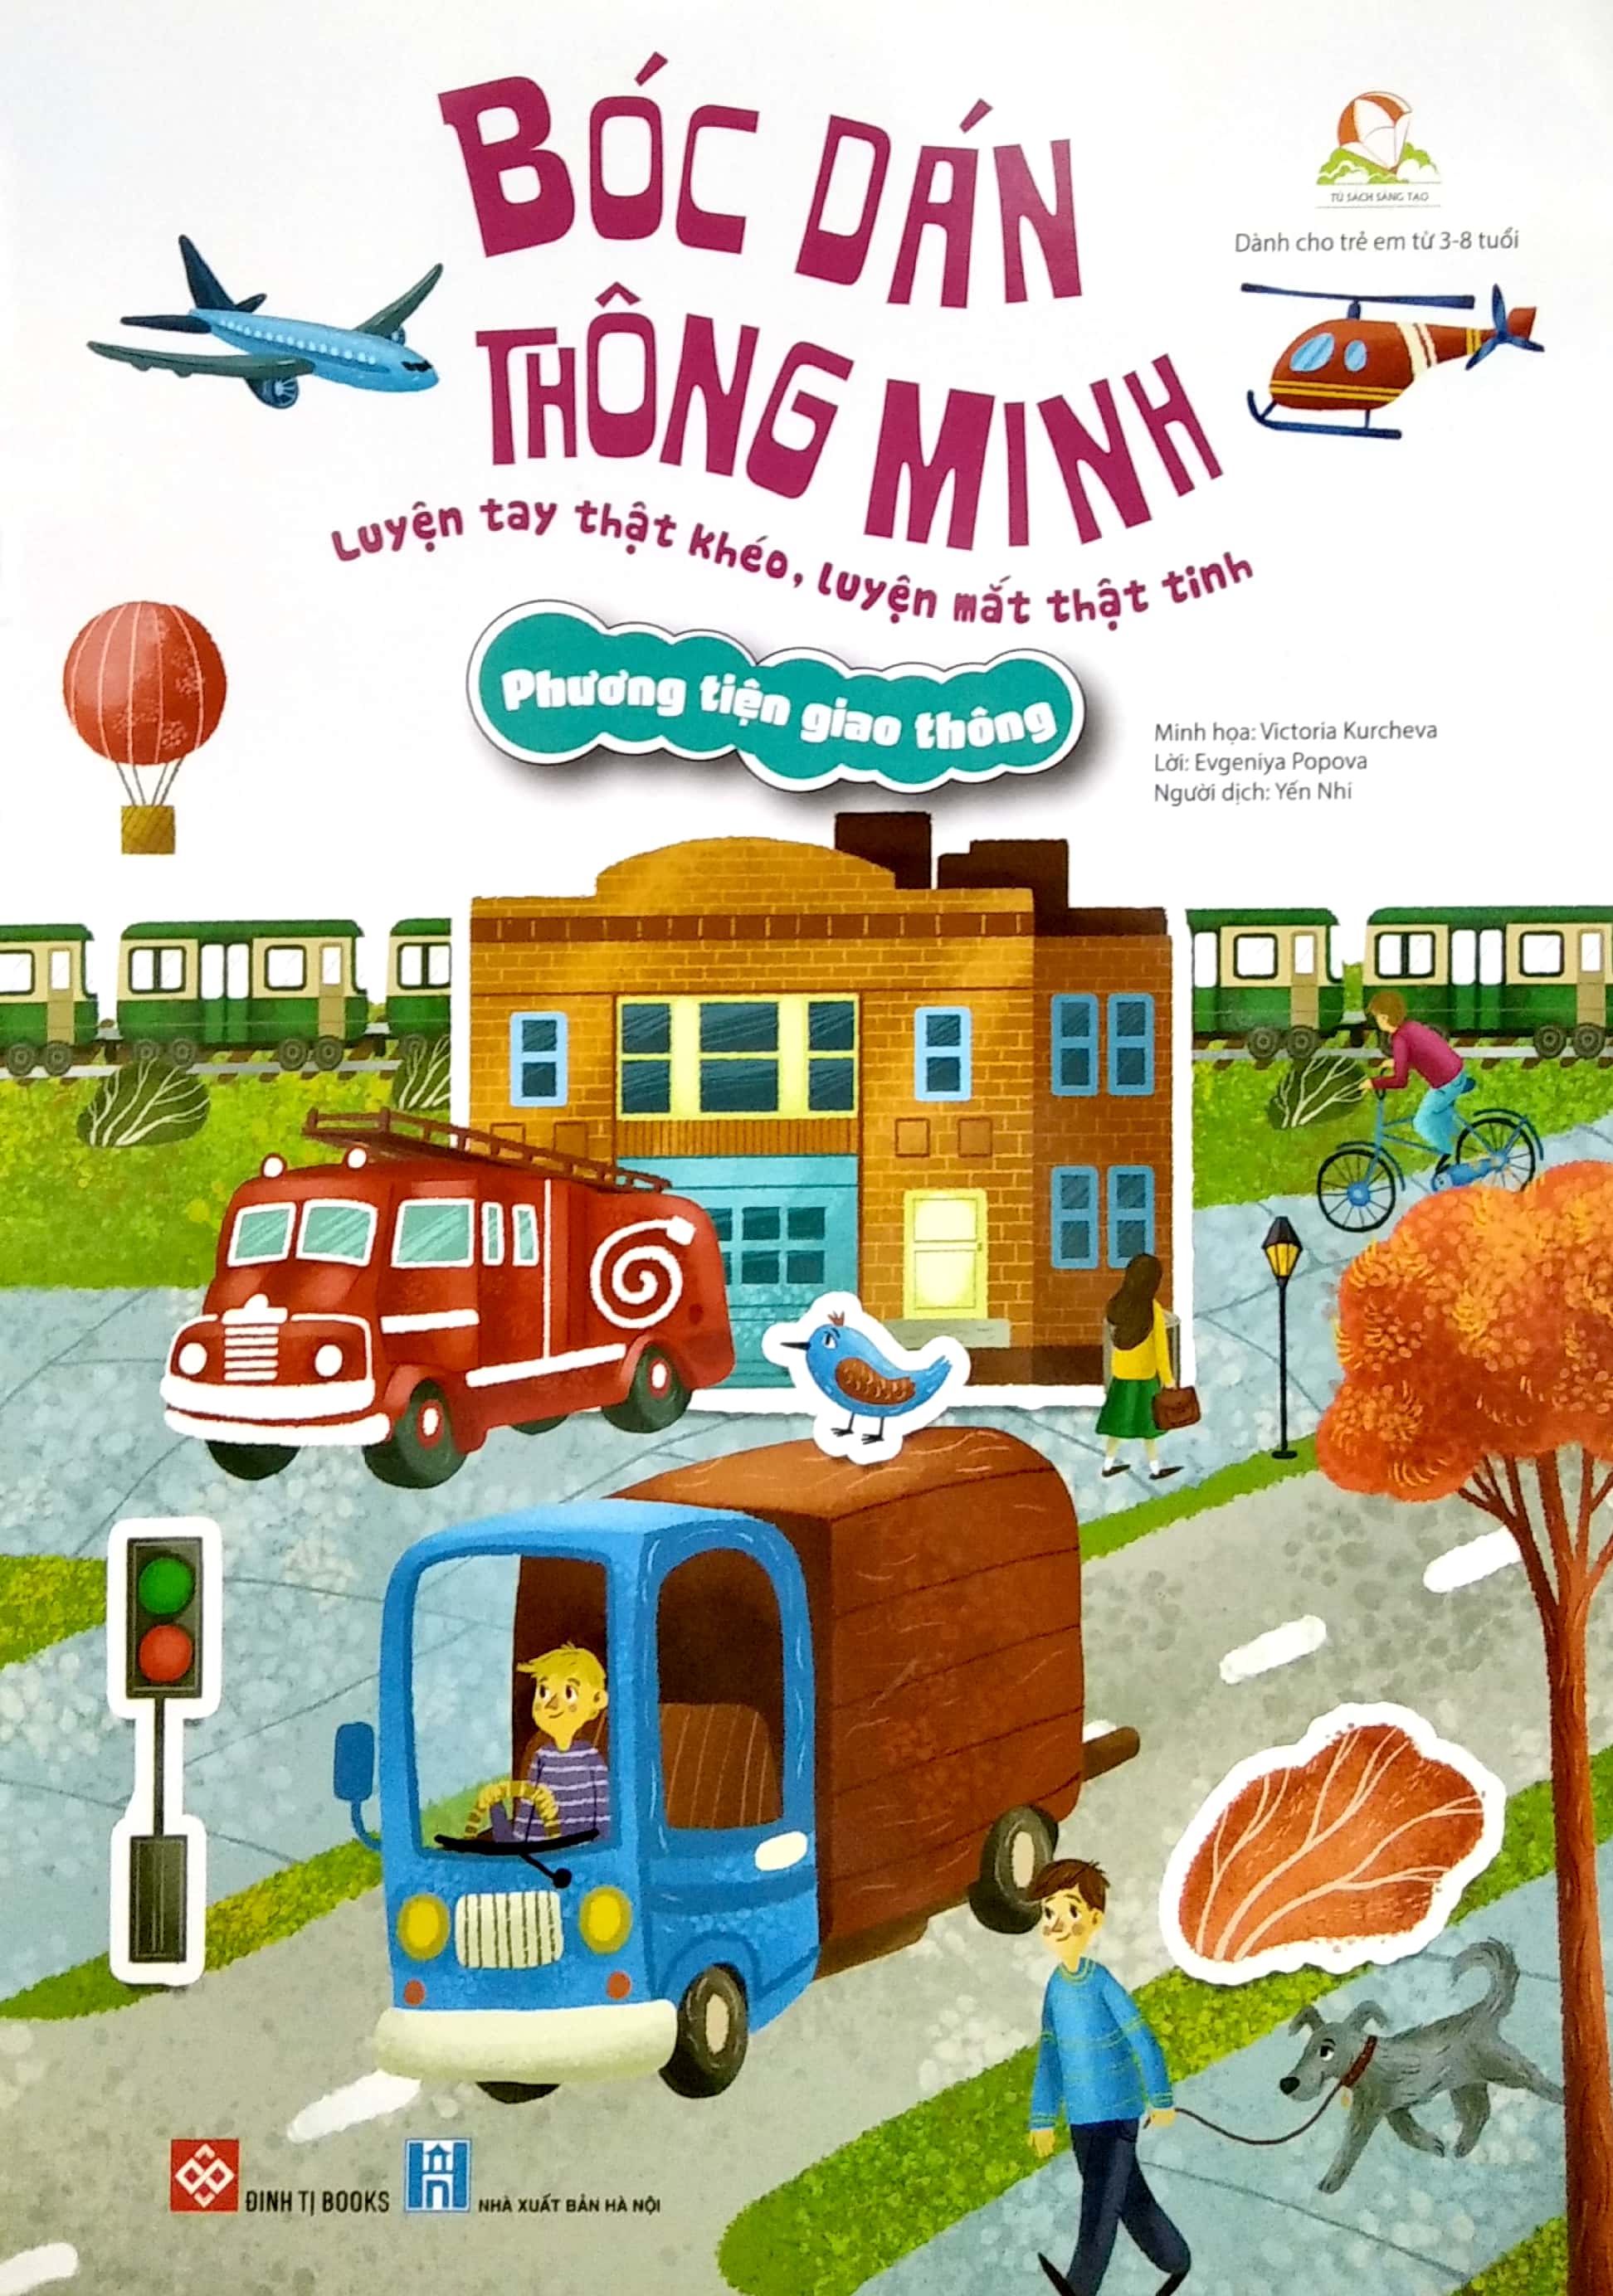 BÓC DÁN
THÔNG MINH
Luyện tay thật khéo, luyện mắt thật tinh
Phương tiện giao thông
TỦ SÁCH SÁNG TẠO
Dành cho trẻ em từ 3-8 tuổi
Minh họa: Victoria Kurcheva
Lời: Evgeniya Popova
Người dịch: Yến Nhi
ĐINH TỊ BOOKS
NHÀ XUẤT BẢN HÀ NỘI